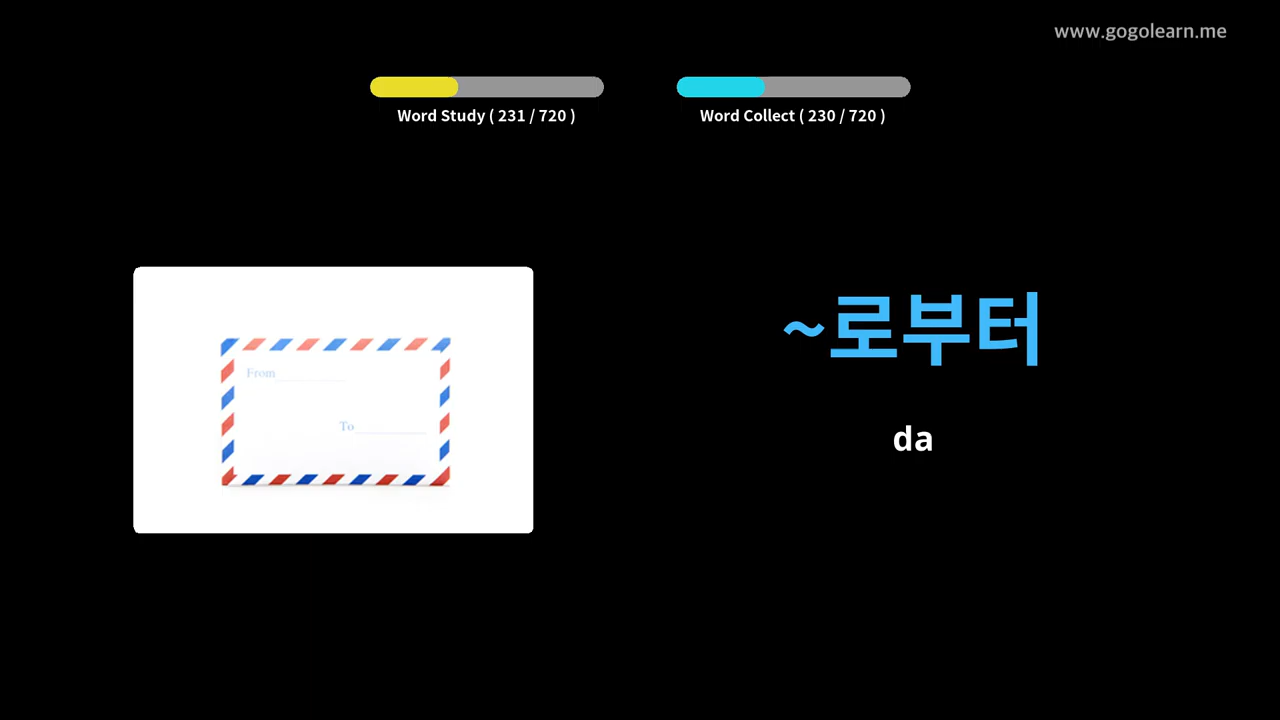 www.gogolearn.me
Word Study ( 231 / 720 )
Word Collect ( 230 / 720 )
From
To
~로부터
da